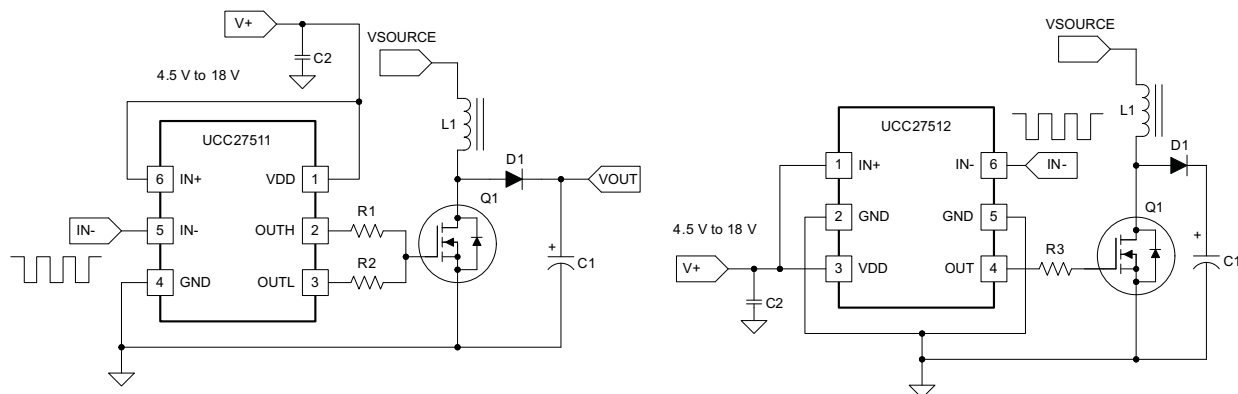 V+
C2
4.5 V to 18 V
VSOURCE
L1
UCC27511
6 IN+
VDD 1
IN-
5 IN-
OUTH 2
R1
4 GND
OUTL 3
R2
D1
VOUT
Q1
+
C1
VSOURCE
L1
UCC27512
1 IN+
IN- 6
IN-
2 GND
GND 5
4.5 V to 18 V
V+
3 VDD
OUT 4
C2
R3
D1
Q1
+
C1